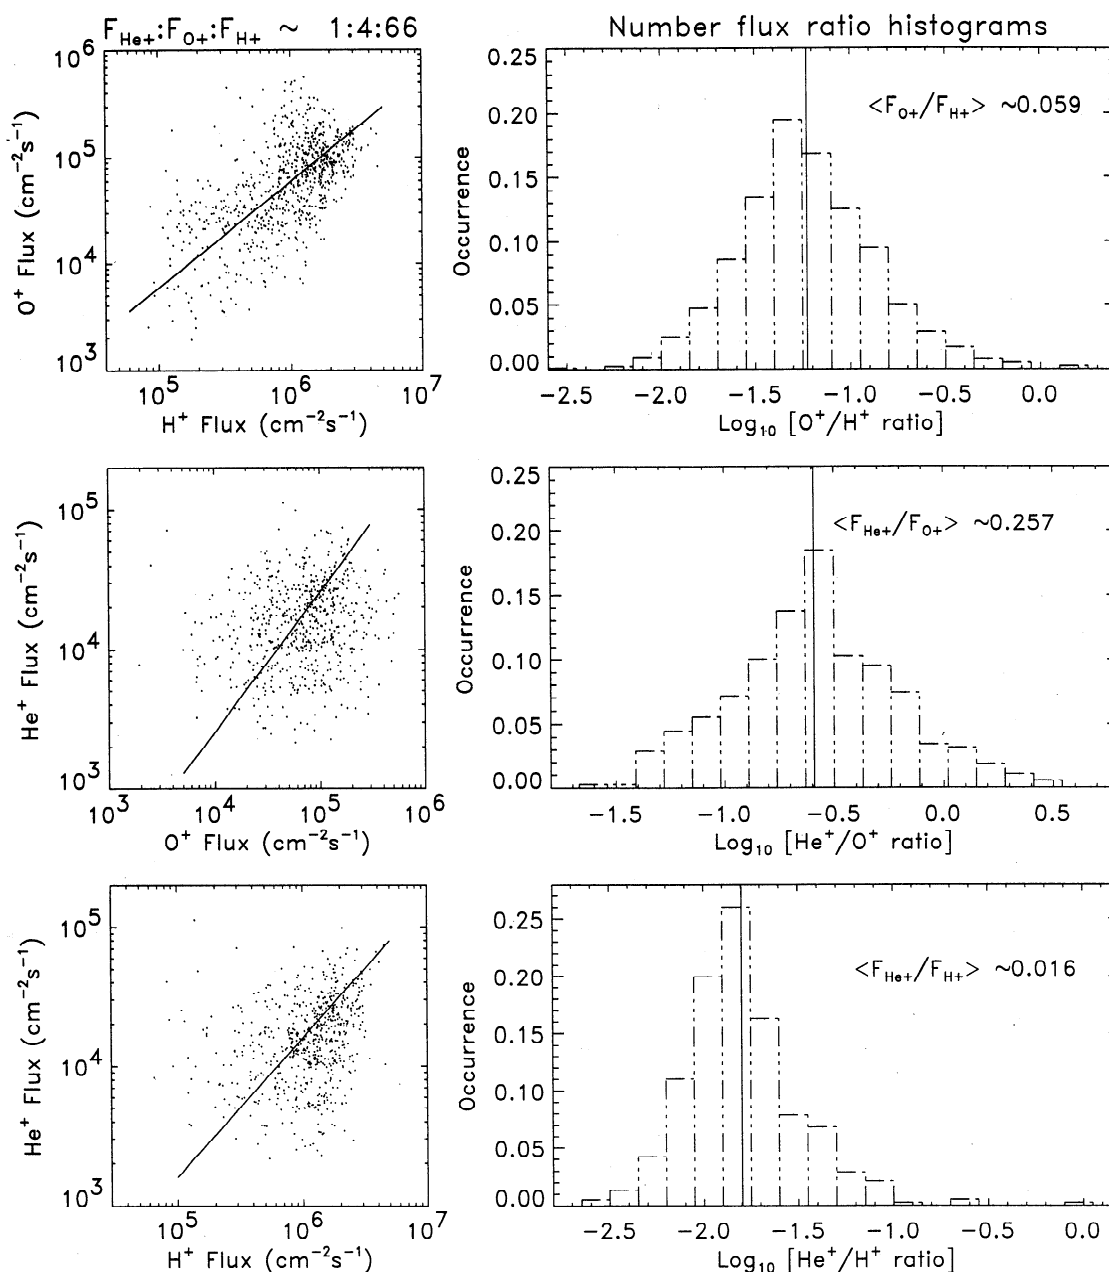 F_He+:F_O+:F_H+ ~ 1:4:66
Number flux ratio histograms
10^6
10^5
10^4
10^3
O^+ Flux (cm^-2 s^-1)
10^5 10^6 10^7
H^+ Flux (cm^-2 s^-1)
0.25
0.20
0.15
0.10
0.05
0.00
Occurrence
<F_O+/F_H+> ~0.059
-2.5 -2.0 -1.5 -1.0 -0.5 0.0
Log_10 [O^+/H^+ ratio]
10^5
10^4
10^3
He^+ Flux (cm^-2 s^-1)
10^3 10^4 10^5 10^6
O^+ Flux (cm^-2 s^-1)
0.25
0.20
0.15
0.10
0.05
0.00
Occurrence
<F_He+/F_O+> ~0.257
-1.5 -1.0 -0.5 0.0 0.5
Log_10 [He^+/O^+ ratio]
10^5
10^4
10^3
He^+ Flux (cm^-2 s^-1)
10^5 10^6 10^7
H^+ Flux (cm^-2 s^-1)
0.25
0.20
0.15
0.10
0.05
0.00
Occurrence
<F_He+/F_H+> ~0.016
-2.5 -2.0 -1.5 -1.0 -0.5 0.0
Log_10 [He^+/H^+ ratio]